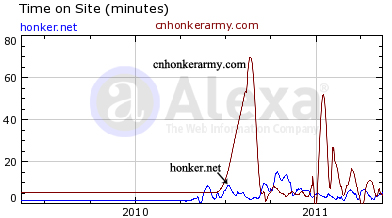 Time on Site (minutes)
honker.net cnhonkerarmy.com
80
cnhonkerarmy.com
60
Alexa®
The Web Information Company
40
honker.net
20
0
2010 2011